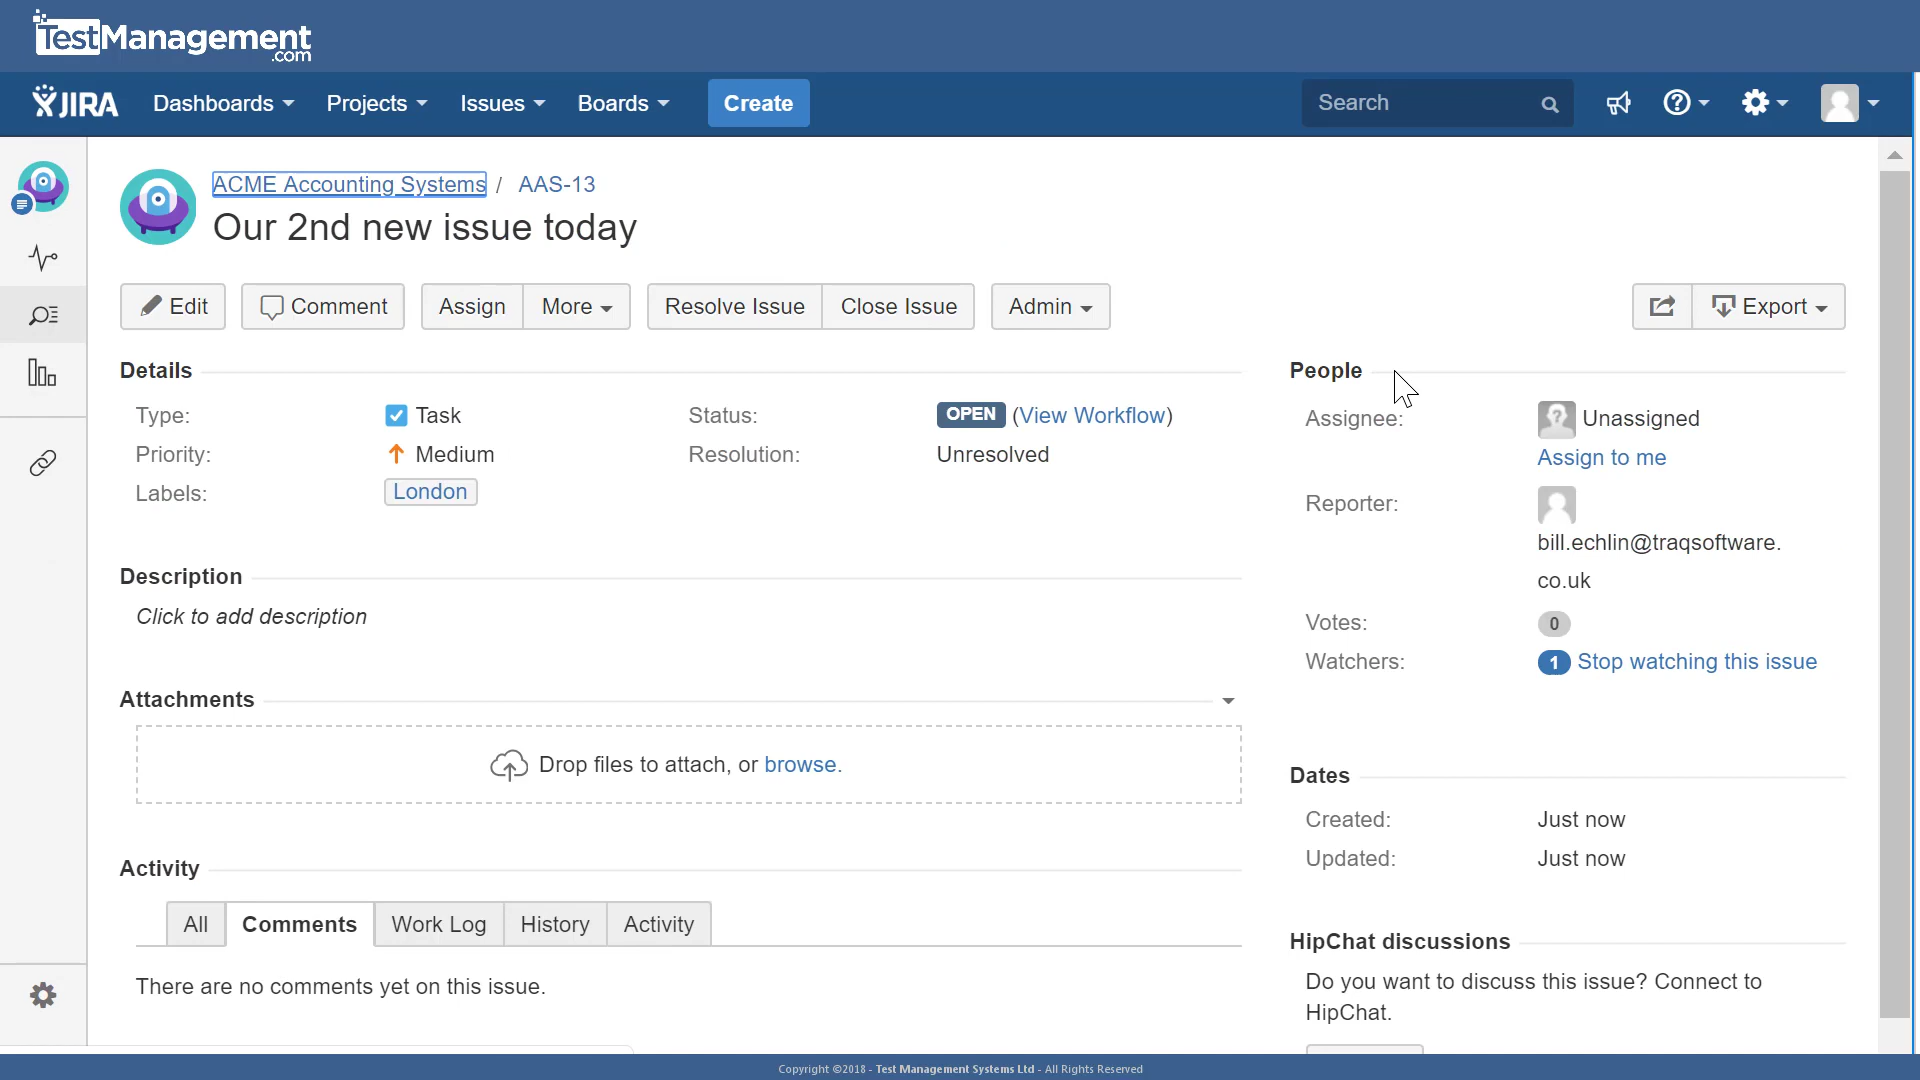 TestManagement
.com
JIRA Dashboards Projects Issues Boards Create Search
ACME Accounting Systems / AAS-13
Our 2nd new issue today
Edit Comment Assign More Resolve Issue Close Issue Admin Export
Details
Type: Task Status: OPEN (View Workflow)
Priority: Medium Resolution: Unresolved
Labels: London
Description
Click to add description
Attachments
Drop files to attach, or browse.
Activity
All Comments Work Log History Activity
There are no comments yet on this issue.
People
Assignee: Unassigned
Assign to me
Reporter:
bill.echlin@traqsoftware.
co.uk
Votes: 0
Watchers: 1 Stop watching this issue
Dates
Created: Just now
Updated: Just now
HipChat discussions
Do you want to discuss this issue? Connect to
HipChat.
Copyright ©2018 - Test Management Systems Ltd - All Rights Reserved